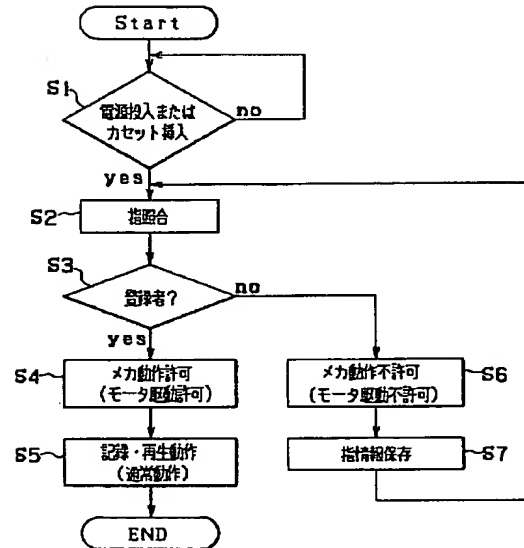 Start
S1
電源投入または
カセット挿入
no
yes
S2
指照合
S3
登録者?
no
yes
S4
メカ動作許可
(モータ駆動許可)
メカ動作不許可
(モータ駆動不許可)
S6
S5
記録・再生動作
(通常動作)
指情報保存
S7
END